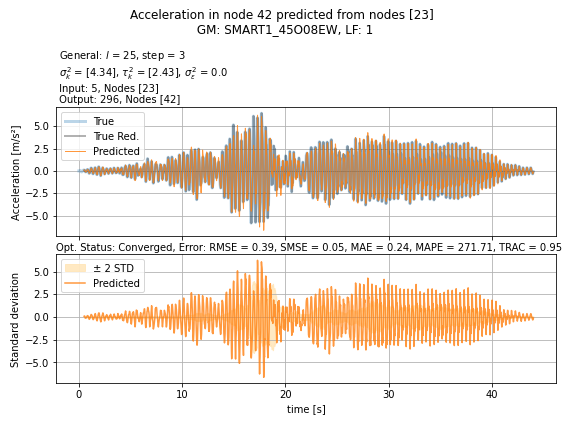 Acceleration in node 42 predicted from nodes [23]
GM: SMART1_45O08EW, LF: 1
General: l = 25, step = 3
σ²ₖ = [4.34], τ²ₖ = [2.43], σ²ₑ = 0.0
Input: 5, Nodes [23]
Output: 296, Nodes [42]
True
True Red.
Predicted
Acceleration [m/s²]
5.0
2.5
0.0
−2.5
−5.0
Opt. Status: Converged, Error: RMSE = 0.39, SMSE = 0.05, MAE = 0.24, MAPE = 271.71, TRAC = 0.95
± 2 STD
Predicted
Standard deviation
5.0
2.5
0.0
−2.5
−5.0
0 10 20 30 40
time [s]